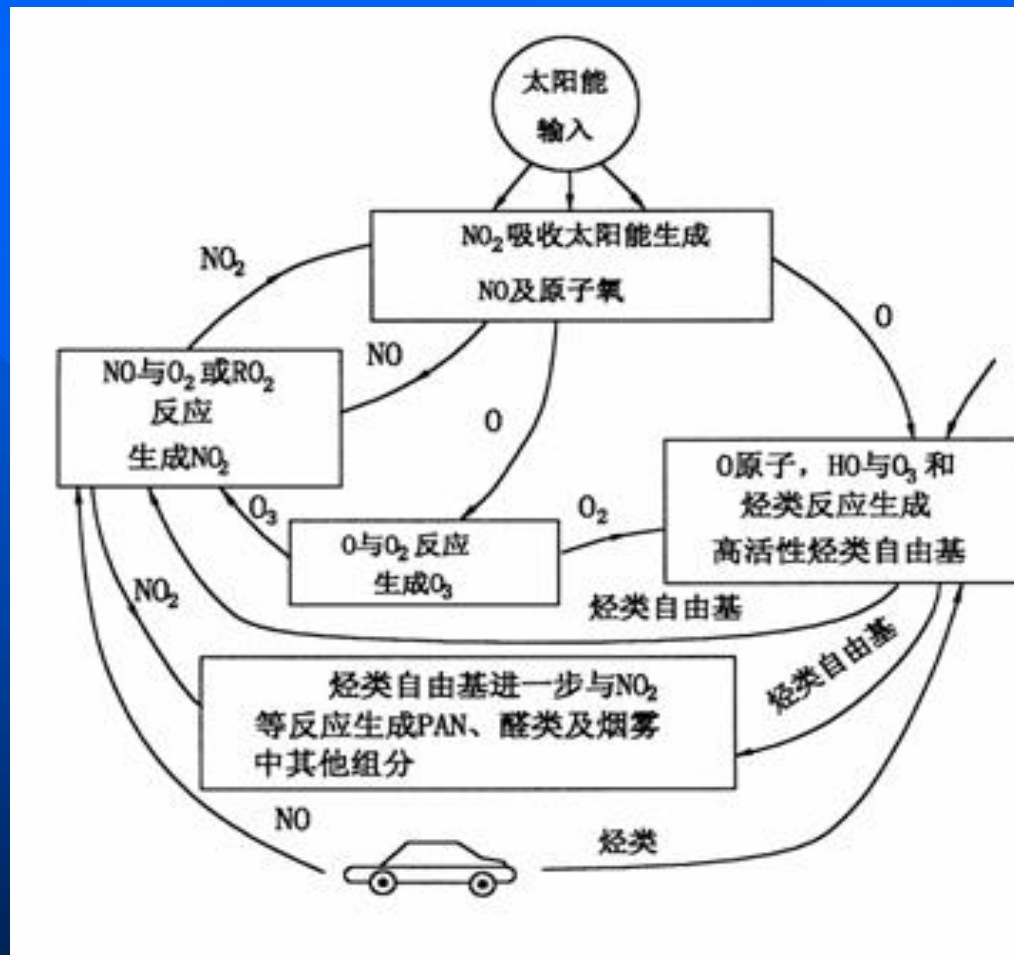 太阳能
输入
NO₂吸收太阳能生成
NO及原子氧
NO₂
O
NO
NO与O₂或RO₂
反应
生成NO₂
O
O原子，HO与O₃和
烃类反应生成
高活性烃类自由基
O₃
O₂
O与O₂反应
生成O₃
NO₂
烃类自由基
烃类自由基
烃类自由基进一步与NO₂
等反应生成PAN、醛类及烟雾
中其他组分
NO
烃类